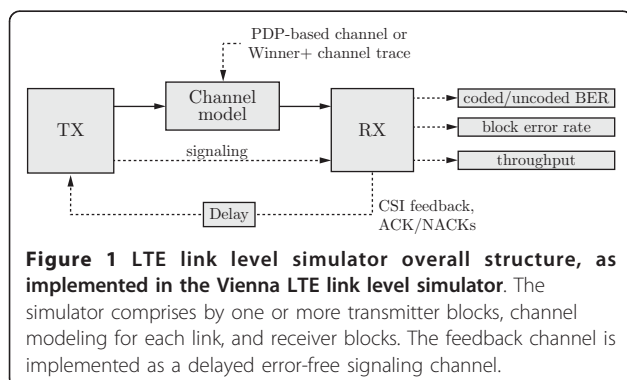 PDP-based channel or
Winner+ channel trace
Channel
model
TX
RX
signaling
coded/uncoded BER
block error rate
throughput
Delay
CSI feedback,
ACK/NACKs
Figure 1 LTE link level simulator overall structure, as
implemented in the Vienna LTE link level simulator. The
simulator comprises by one or more transmitter blocks, channel
modeling for each link, and receiver blocks. The feedback channel is
implemented as a delayed error-free signaling channel.